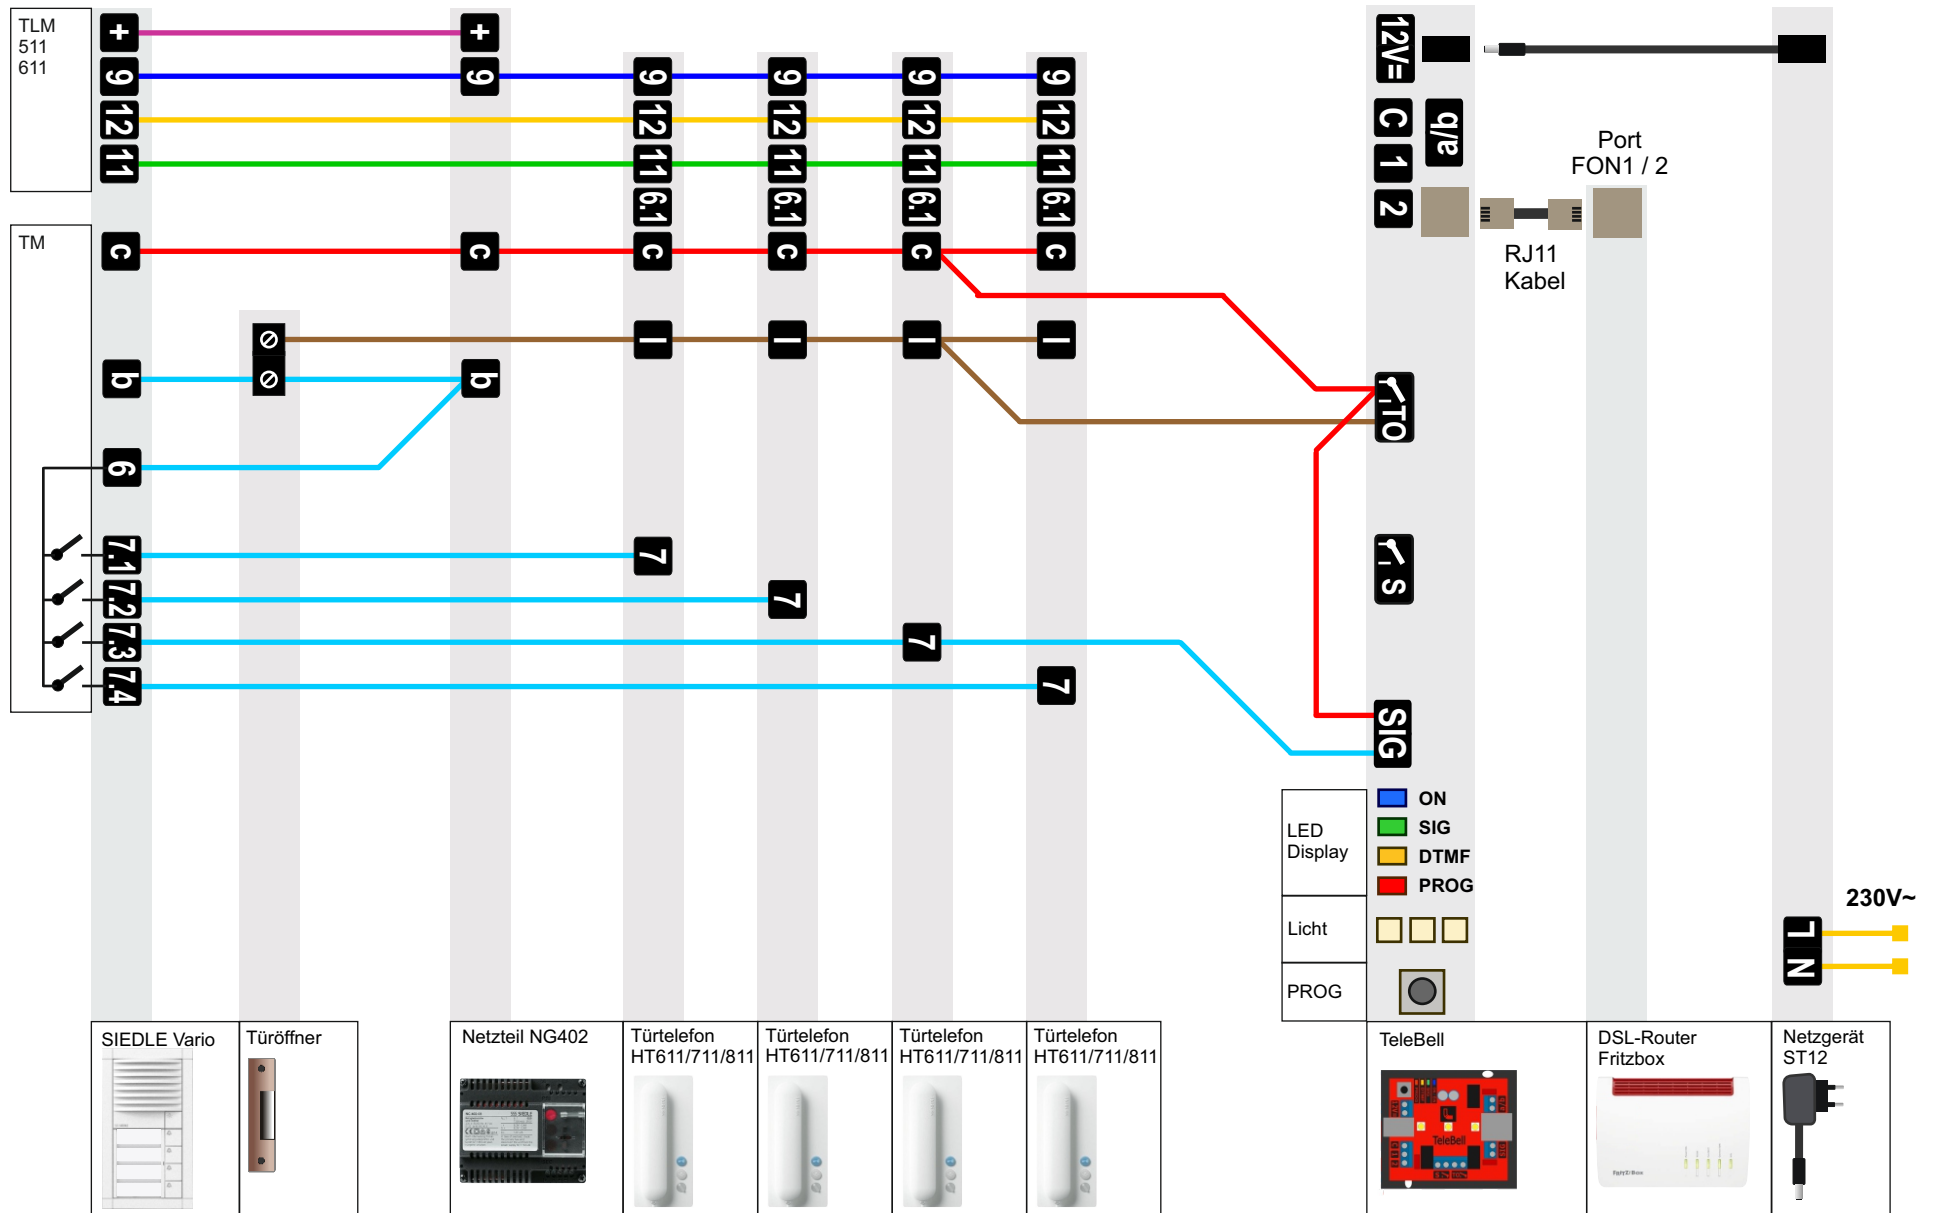 TLM
511
611
+ +
9 9 9 9 9 9
12 12 12 12 12
11 11 11 11 11
6.1 6.1 6.1 6.1
TM
c c c c c c
I I I I
b b
6
7.1 7
7.2 7
7.3 7
7.4 7
12V=
C
1
2
a/b
Port
FON1 / 2
RJ11
Kabel
TO
S
SIG
LED
Display
ON
SIG
DTMF
PROG
Licht
PROG
230V~
L
N
SIEDLE Vario
Türöffner
Netzteil NG402
Türtelefon
HT611/711/811
Türtelefon
HT611/711/811
Türtelefon
HT611/711/811
Türtelefon
HT611/711/811
TeleBell
TeleBell
DSL-Router
Fritzbox
Netzgerät
ST12